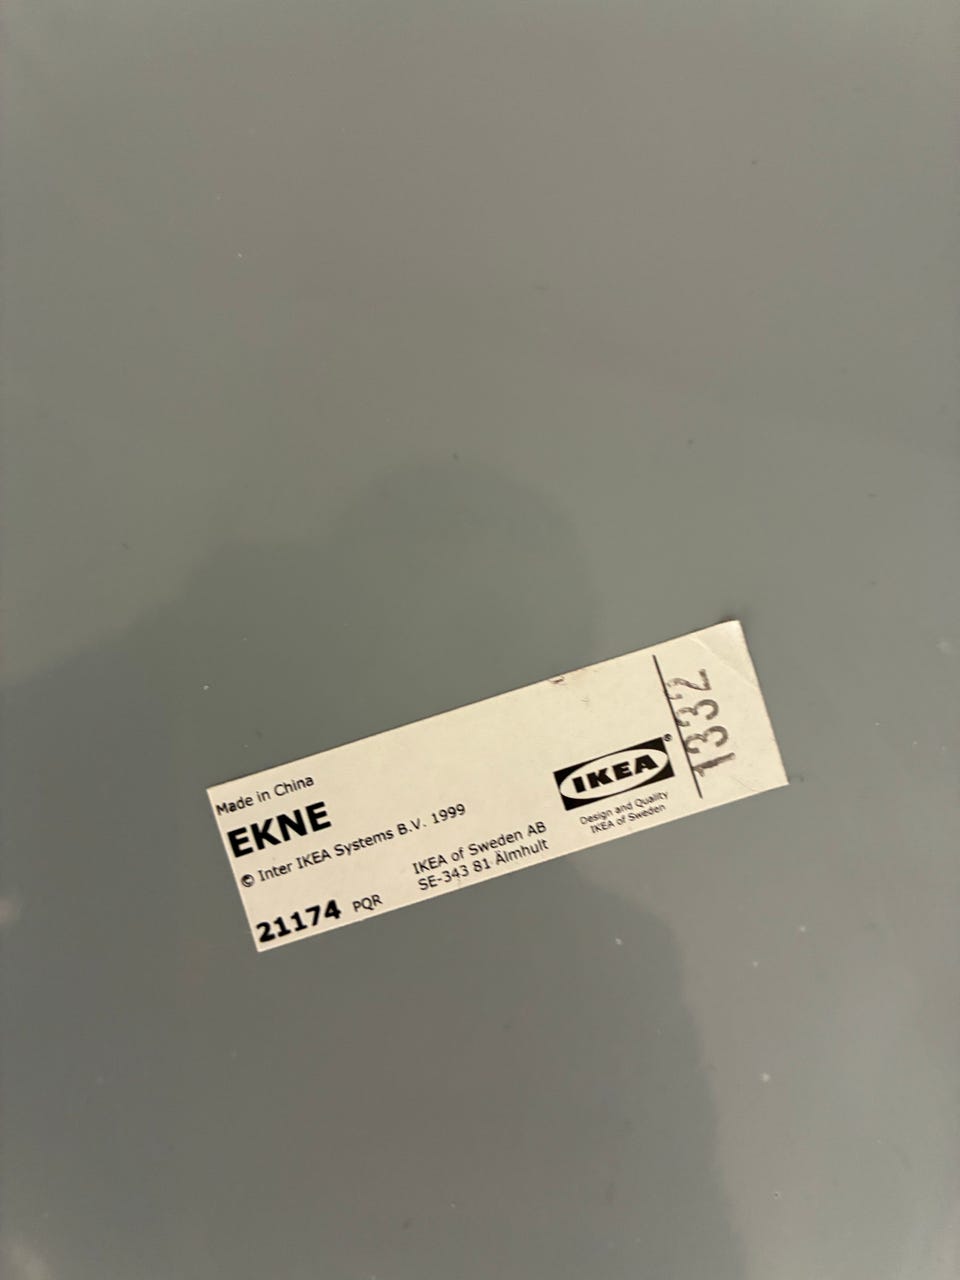 Made in China
EKNE
© Inter IKEA Systems B.V. 1999
21174 PQR
IKEA of Sweden AB
SE-343 81 Älmhult
IKEA®
Design and Quality
IKEA of Sweden
1332